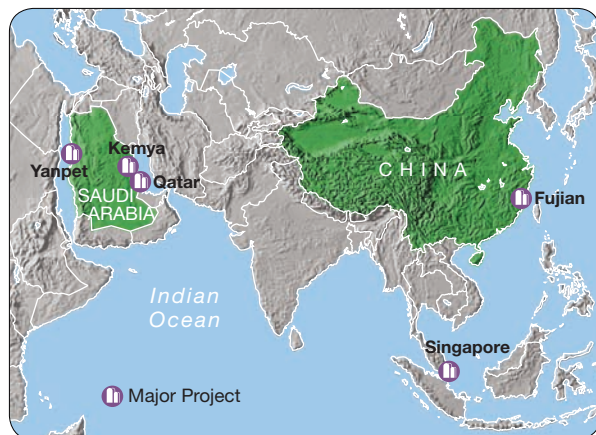 Kemya
Yanpet
Qatar
SAUDI
ARABIA
CHINA
Fujian
Indian
Ocean
Singapore
Major Project